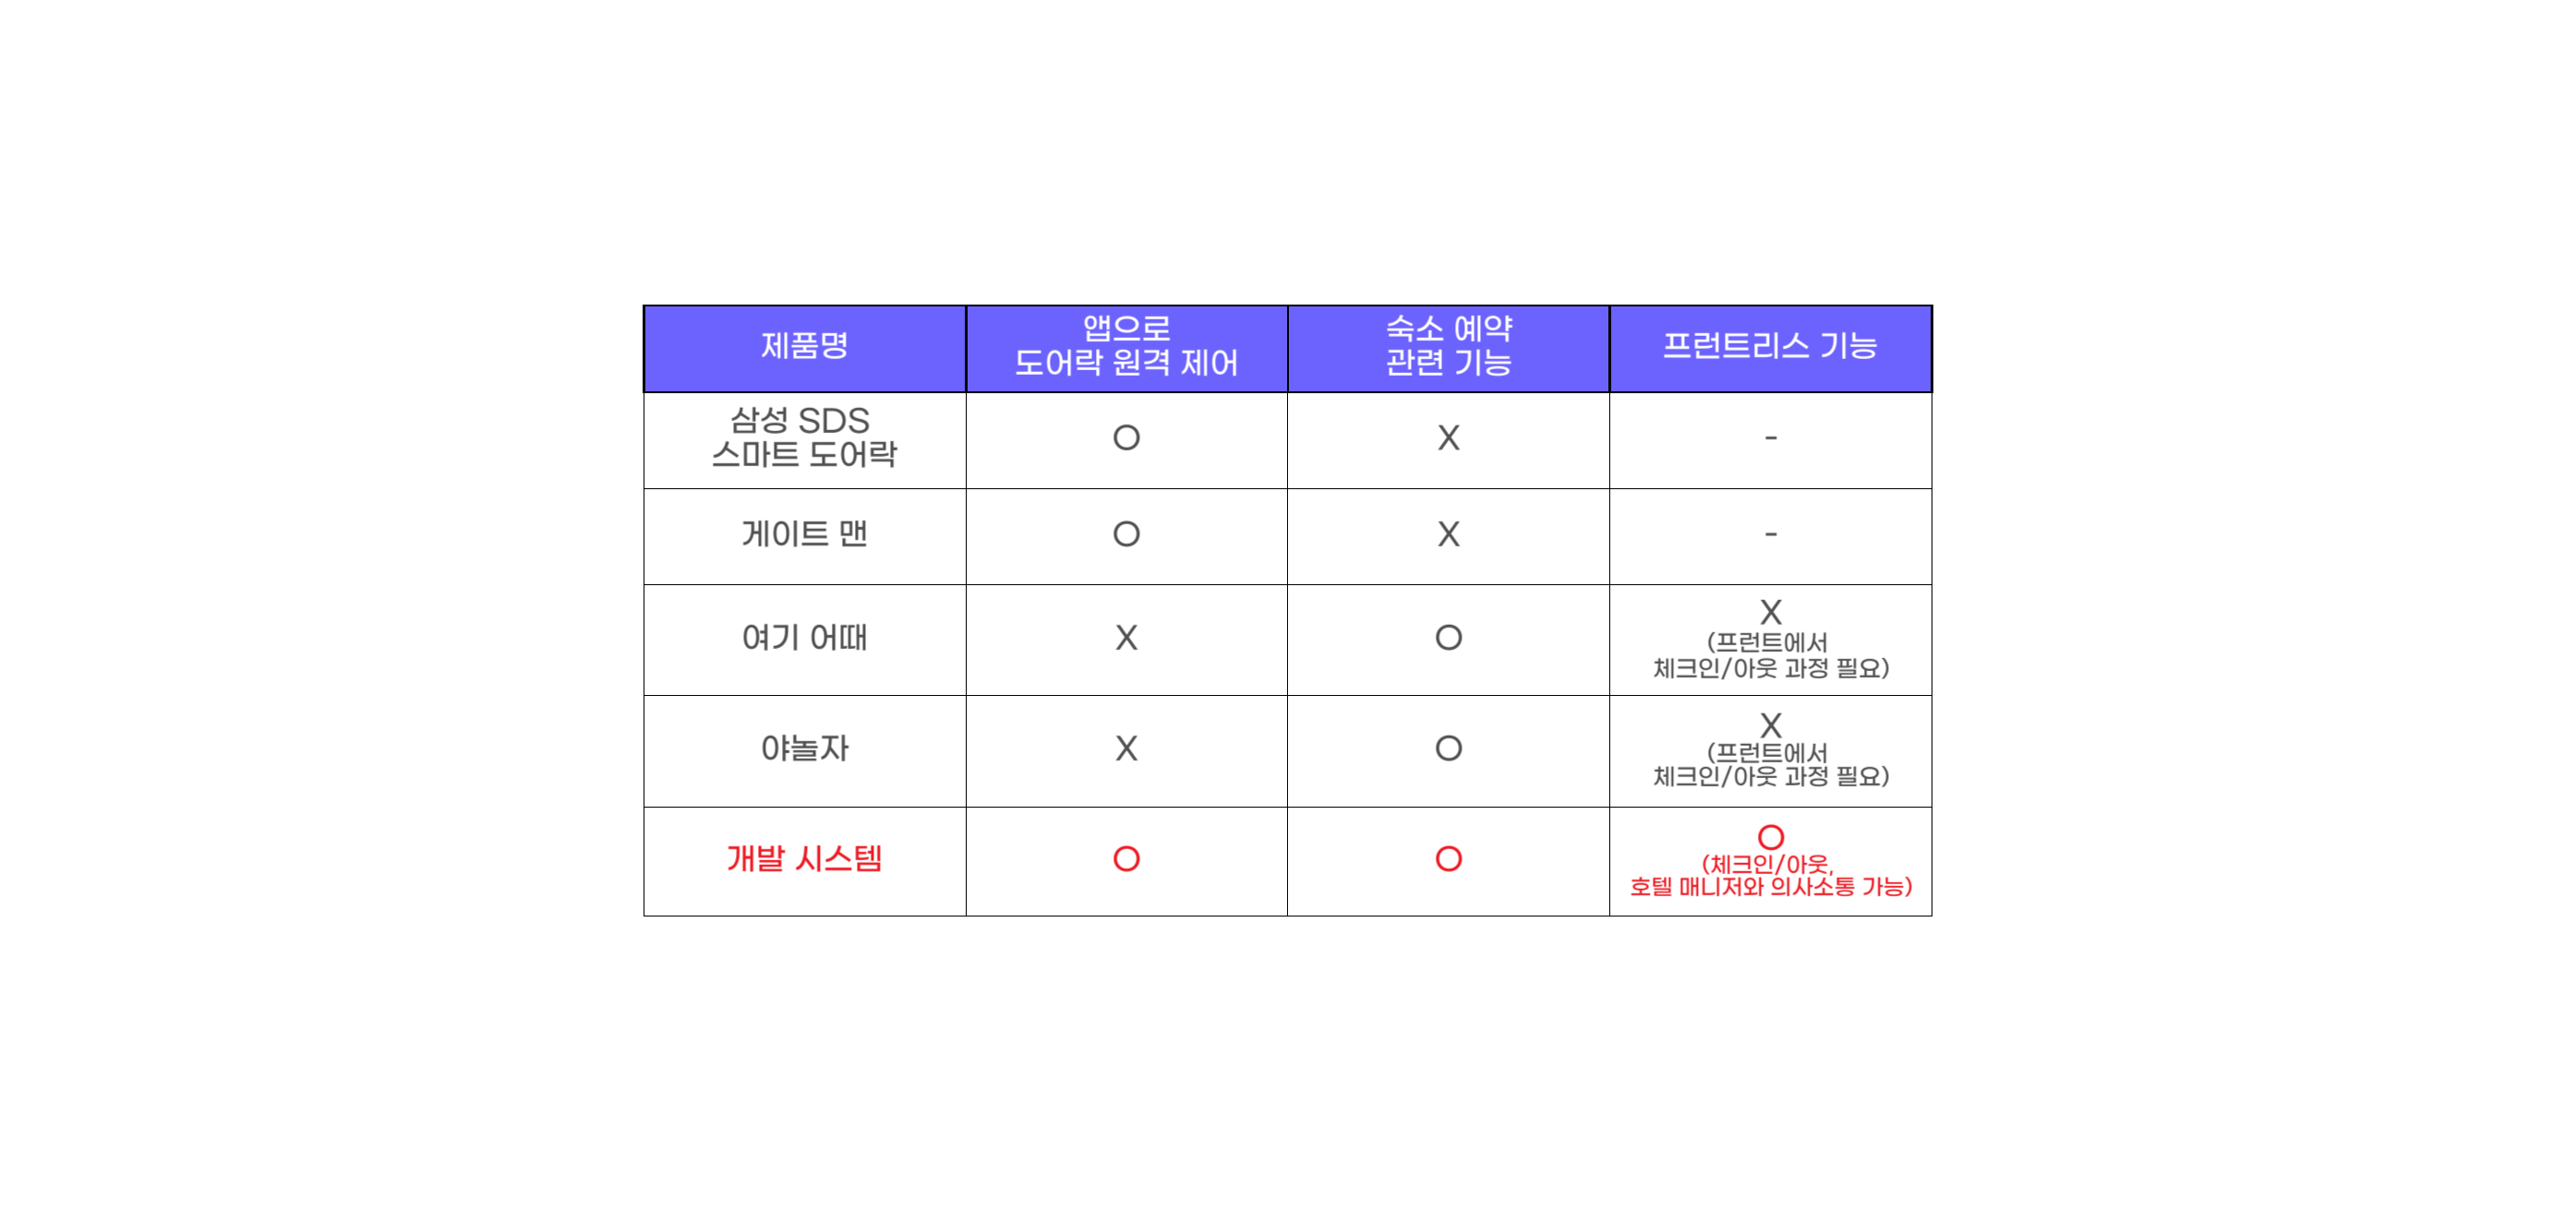 제품명
앱으로
도어락 원격 제어
숙소 예약
관련 기능
프런트리스 기능
삼성 SDS
스마트 도어락
O
X
-
게이트 맨
O
X
-
여기 어때
X
O
X
(프런트에서
체크인/아웃 과정 필요)
야놀자
X
O
X
(프런트에서
체크인/아웃 과정 필요)
개발 시스템
O
O
O
(체크인/아웃,
호텔 매니저와 의사소통 가능)